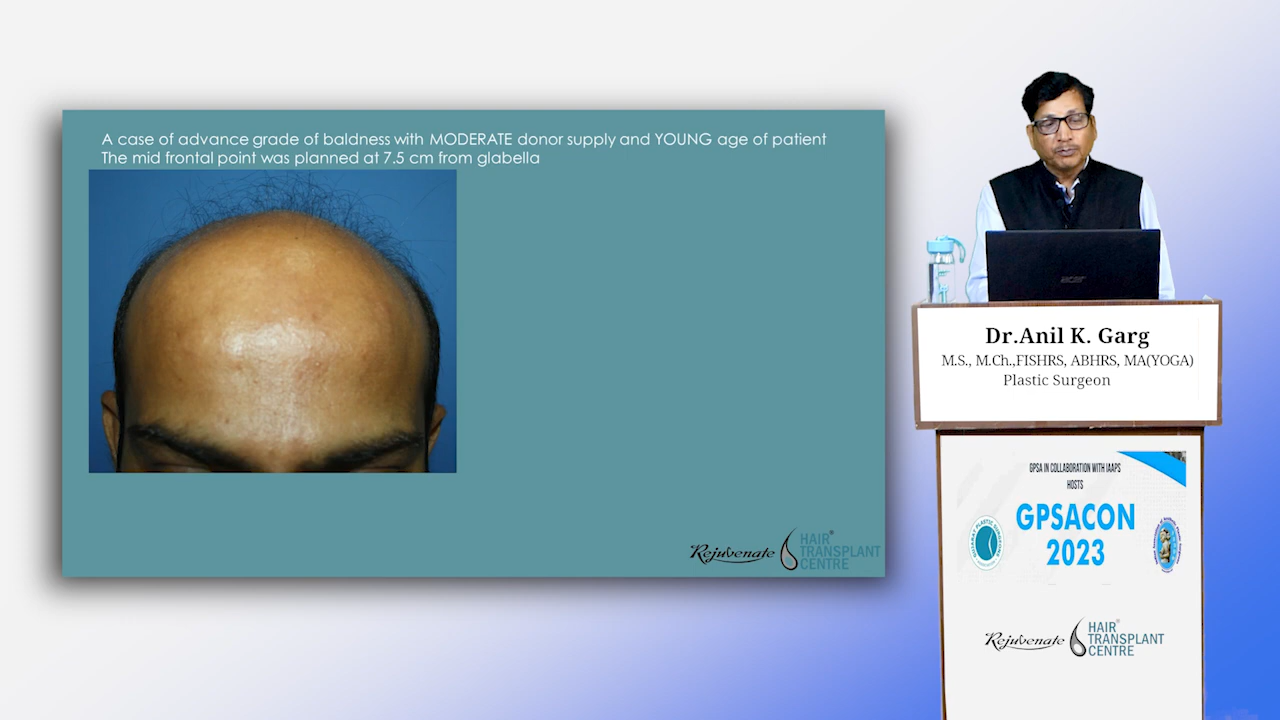 A case of advance grade of baldness with MODERATE donor supply and YOUNG age of patient
The mid frontal point was planned at 7.5 cm from glabella
Rejuvenate
HAIR®
TRANSPLANT
CENTRE
acer
Dr.Anil K. Garg
M.S., M.Ch.,FISHRS, ABHRS, MA(YOGA)
Plastic Surgeon
GPSA IN COLLABORATION WITH IAAPS
HOSTS
GPSACON
2023
Rejuvenate
HAIR®
TRANSPLANT
CENTRE